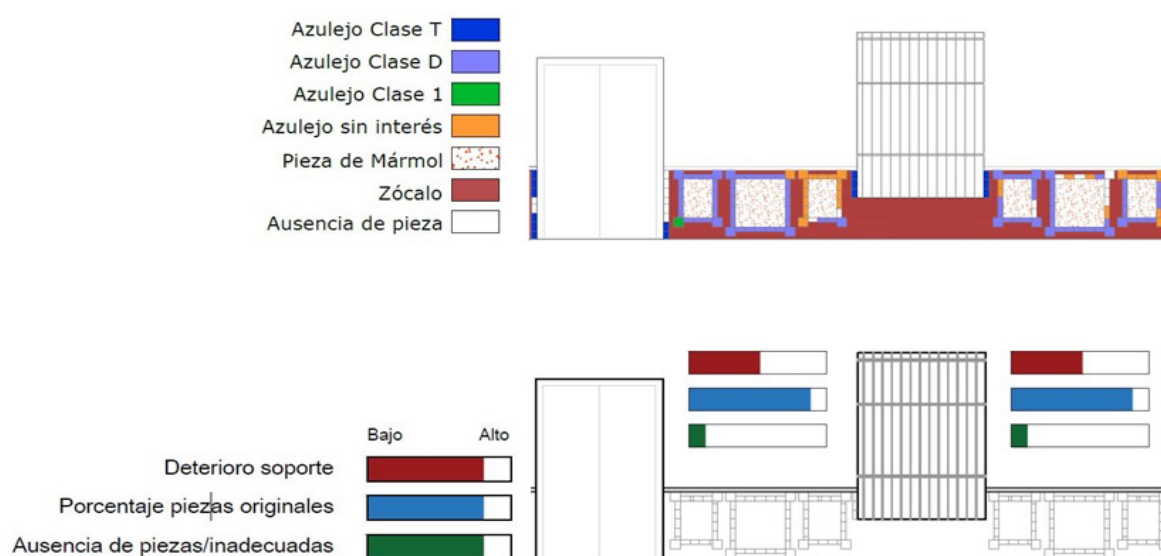 Azulejo Clase T
Azulejo Clase D
Azulejo Clase 1
Azulejo sin interés
Pieza de Mármol
Zócalo
Ausencia de pieza
Bajo Alto
Deterioro soporte
Porcentaje piezas originales
Ausencia de piezas/inadecuadas